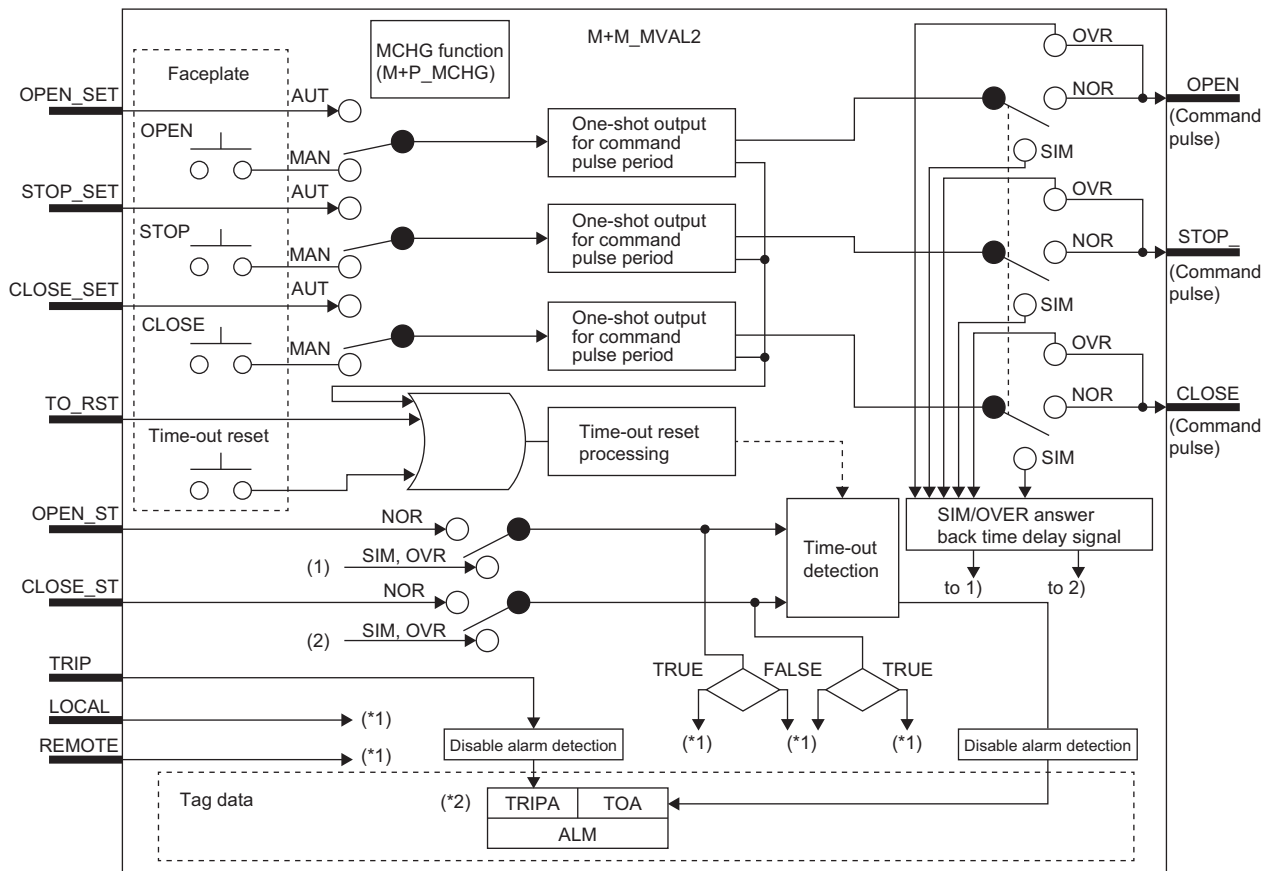 M+M_MVAL2
MCHG function
(M+P_MCHG)
Faceplate
OPEN_SET
AUT
OPEN
MAN
One-shot output
for command
pulse period
OVR
NOR
OPEN
(Command
pulse)
SIM
STOP_SET
AUT
STOP
MAN
One-shot output
for command
pulse period
OVR
NOR
STOP_
(Command
pulse)
SIM
CLOSE_SET
AUT
CLOSE
MAN
One-shot output
for command
pulse period
OVR
NOR
CLOSE
(Command
pulse)
SIM
TO_RST
Time-out reset
Time-out reset
processing
OPEN_ST
NOR
(1)
SIM, OVR
CLOSE_ST
NOR
(2)
SIM, OVR
Time-out
detection
SIM/OVER answer
back time delay signal
to 1)
to 2)
TRIP
LOCAL
(*1)
REMOTE
(*1)
TRUE
FALSE
TRUE
(*1)
(*1)
(*1)
Disable alarm detection
Disable alarm detection
Tag data
(*2)
TRIPA
TOA
ALM